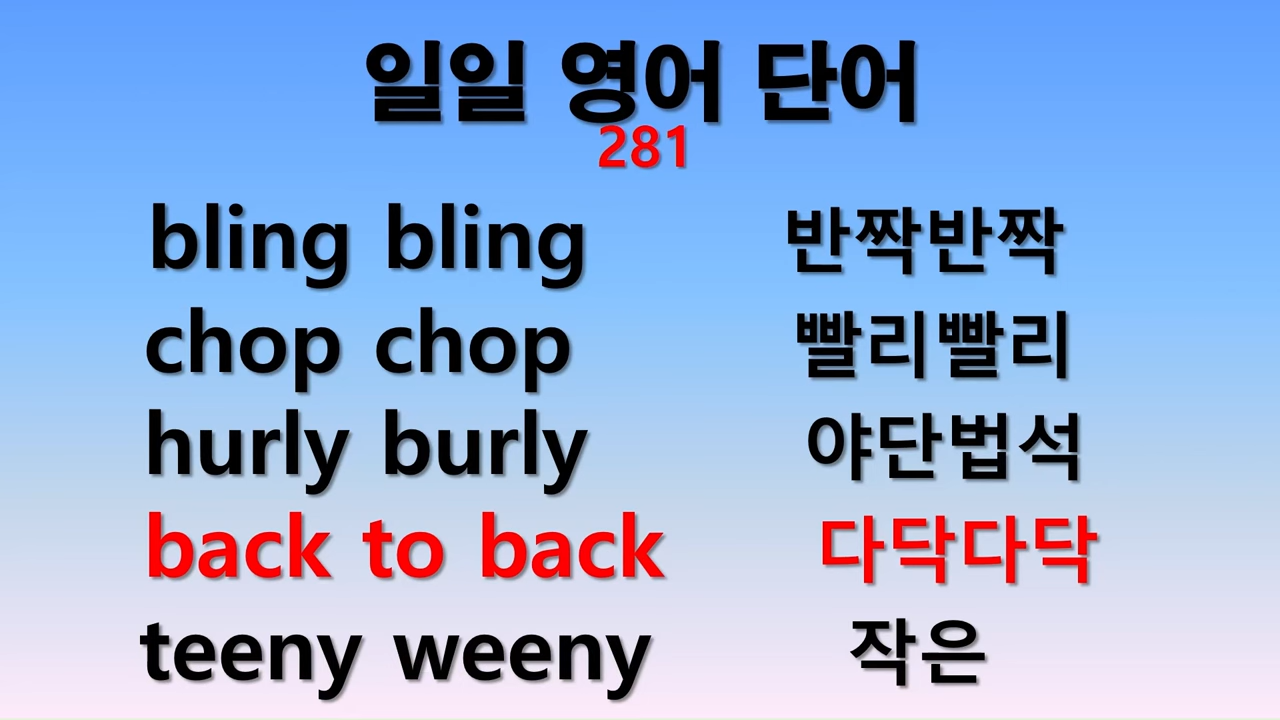 일일 영어 단어
281
bling bling 반짝반짝
chop chop 빨리빨리
hurly burly 야단법석
back to back 다닥다닥
teeny weeny 작은